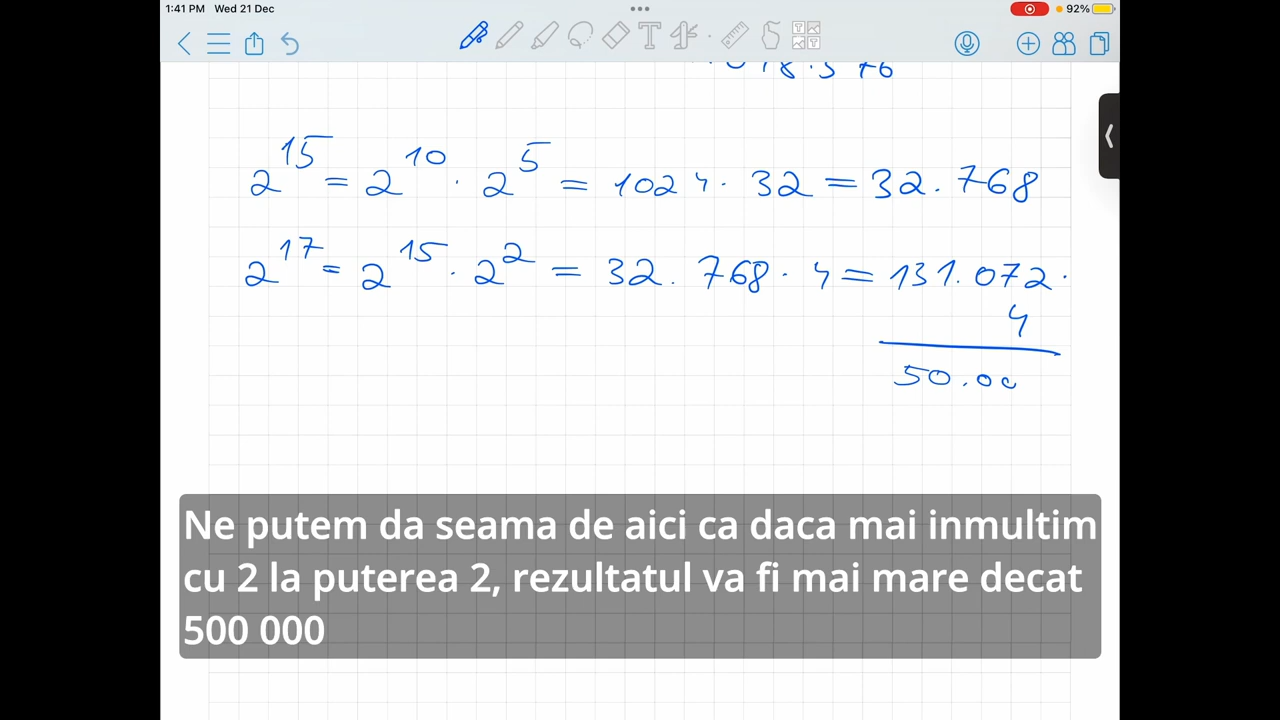 1:41 PM Wed 21 Dec
92%
2^15 = 2^10 · 2^5 = 1024 · 32 = 32.768
2^17 = 2^15 · 2^2 = 32.768 · 4 = 131.072 ·
4
50.00
Ne putem da seama de aici ca daca mai inmultim
cu 2 la puterea 2, rezultatul va fi mai mare decat
500 000